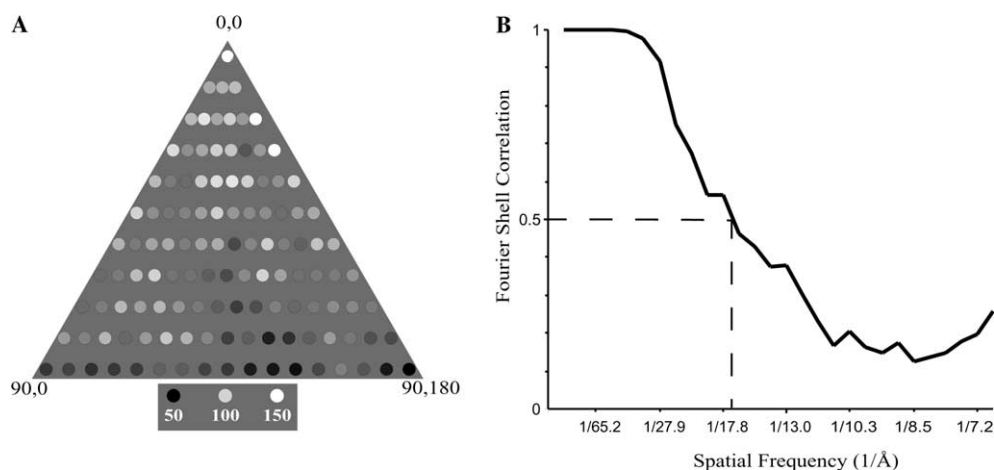 A
0,0
90,0
90,180
50 100 150
B
Fourier Shell Correlation
1
0.5
0
1/65.2 1/27.9 1/17.8 1/13.0 1/10.3 1/8.5 1/7.2
Spatial Frequency (1/Å)